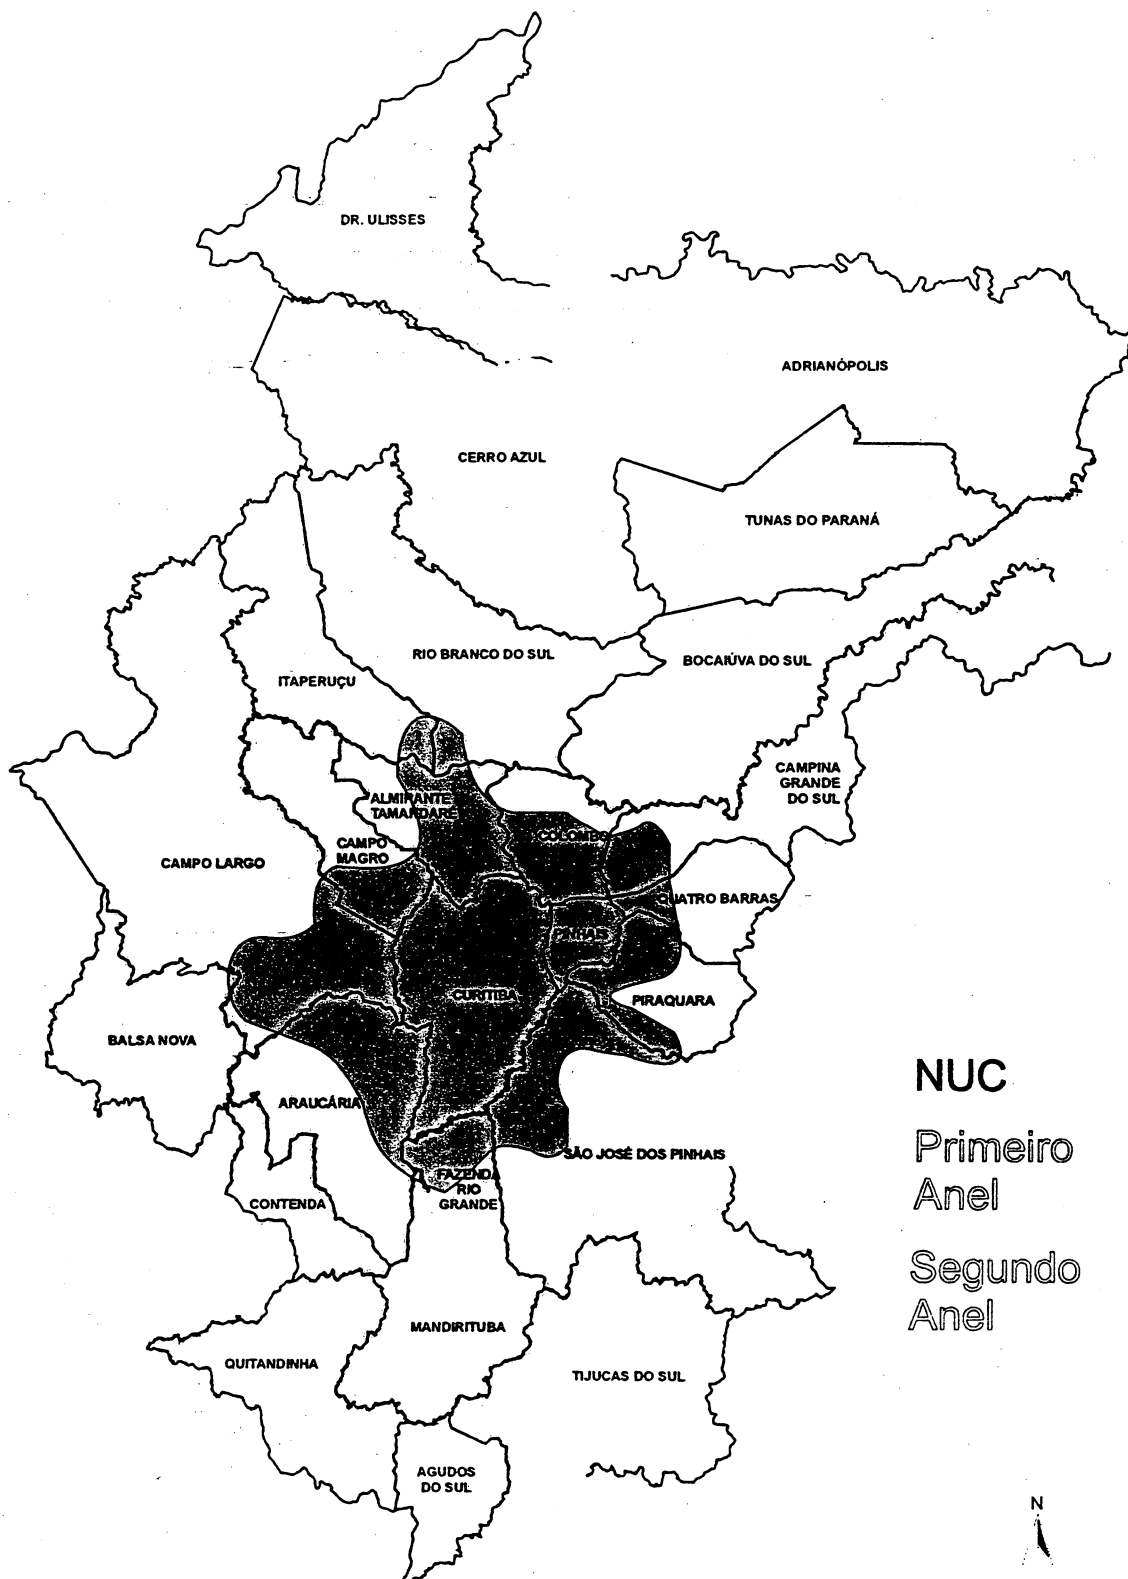 DR. ULISSES
ADRIANÓPOLIS
CERRO AZUL
TUNAS DO PARANÁ
RIO BRANCO DO SUL
BOCAIÚVA DO SUL
ITAPERUÇU
CAMPINA
GRANDE
DO SUL
ALMIRANTE
TAMANDARÉ
COLOMBO
CAMPO
MAGRO
CAMPO LARGO
QUATRO BARRAS
PINHAIS
CURITIBA
PIRAQUARA
BALSA NOVA
NUC
ARAUCÁRIA
Primeiro
Anel
SÃO JOSÉ DOS PINHAIS
FAZENDA
RIO
GRANDE
CONTENDA
Segundo
Anel
MANDIRITUBA
QUITANDINHA
TIJUCAS DO SUL
AGUDOS
DO SUL
N